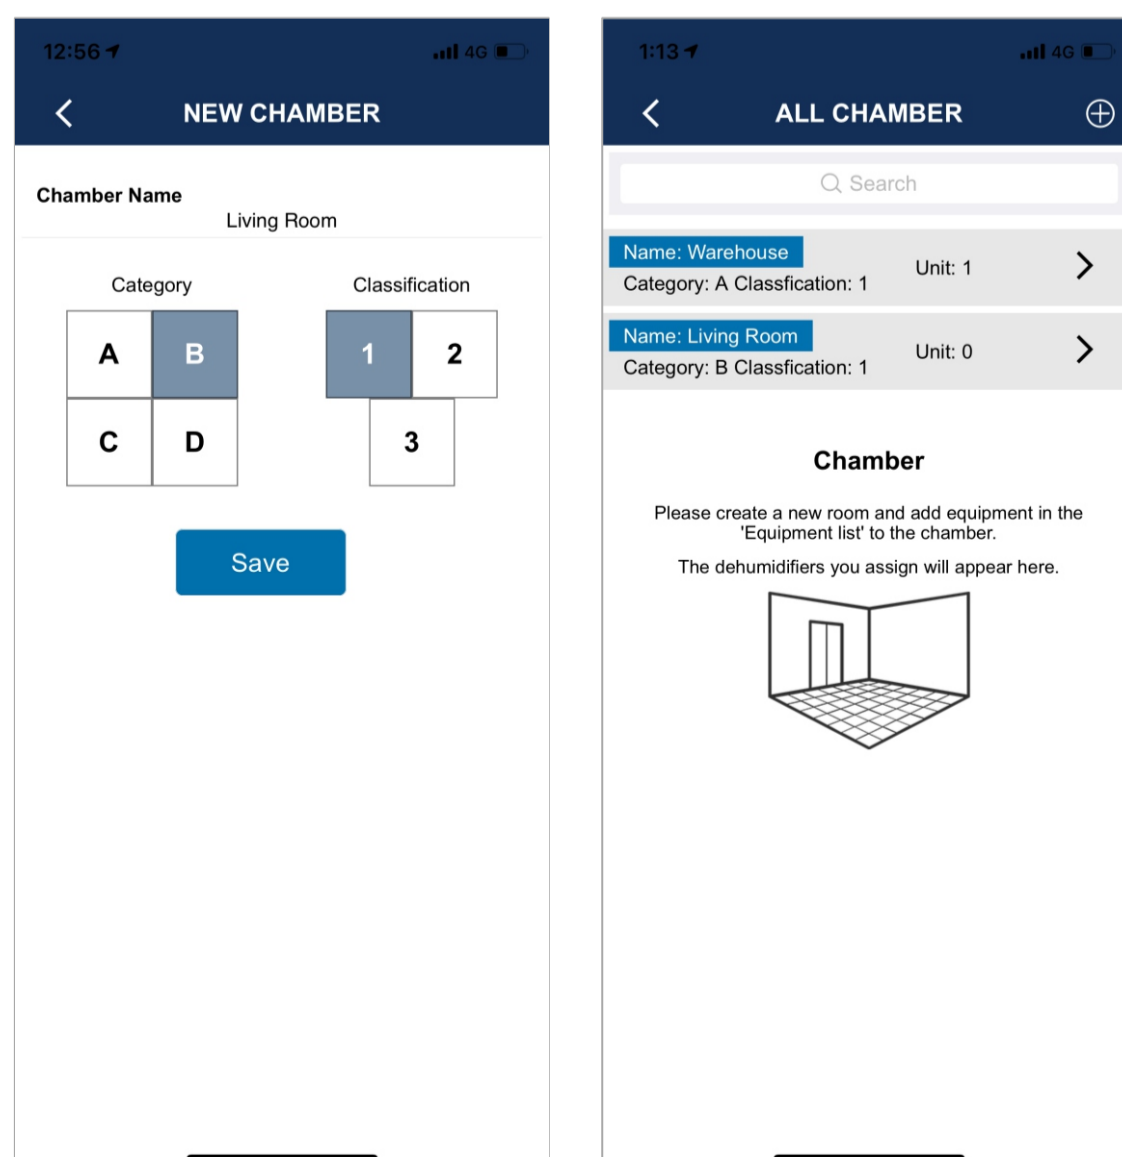 12:56
4G
NEW CHAMBER
Chamber Name
Living Room
Category
Classification
A
B
1
2
C
D
3
Save
1:13
4G
ALL CHAMBER
Search
Name: Warehouse
Category: A Classfication: 1
Unit: 1
Name: Living Room
Category: B Classfication: 1
Unit: 0
Chamber
Please create a new room and add equipment in the
'Equipment list' to the chamber.
The dehumidifiers you assign will appear here.